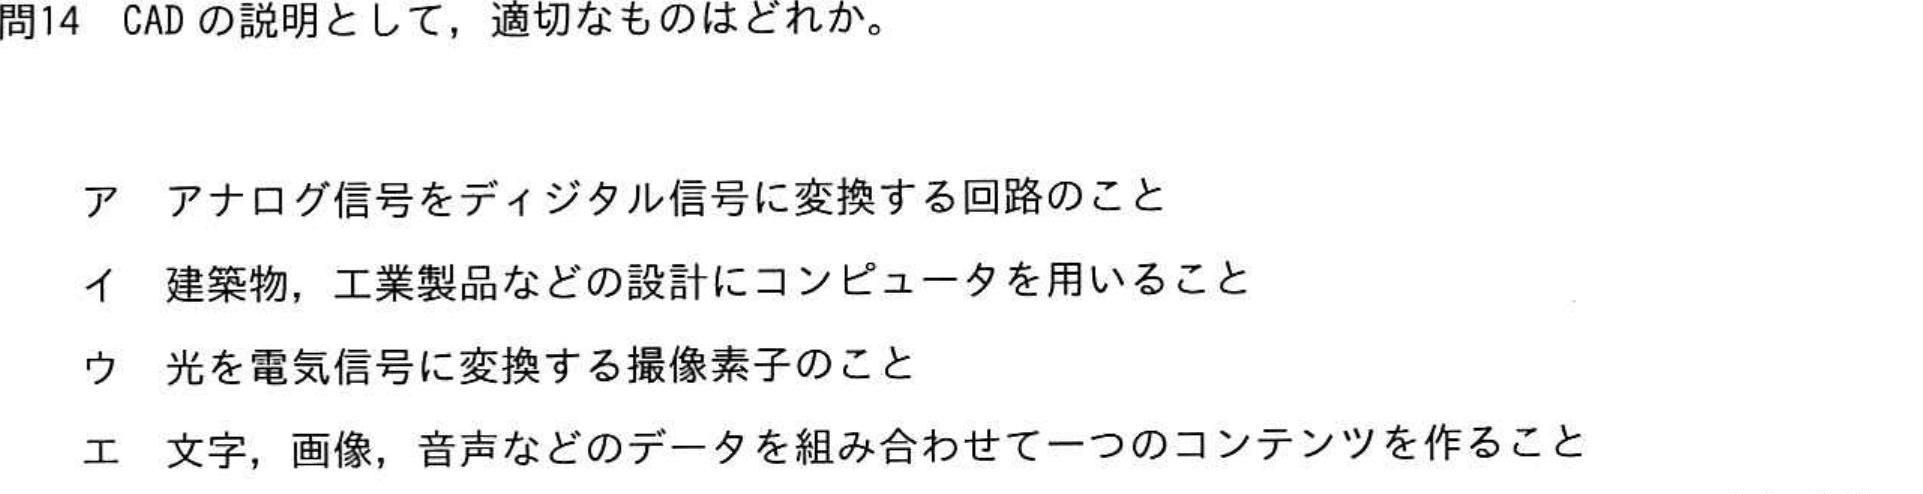 問14　CAD の説明として，適切なものはどれか。
ア　アナログ信号をディジタル信号に変換する回路のこと
イ　建築物，工業製品などの設計にコンピュータを用いること
ウ　光を電気信号に変換する撮像素子のこと
エ　文字，画像，音声などのデータを組み合わせて一つのコンテンツを作ること